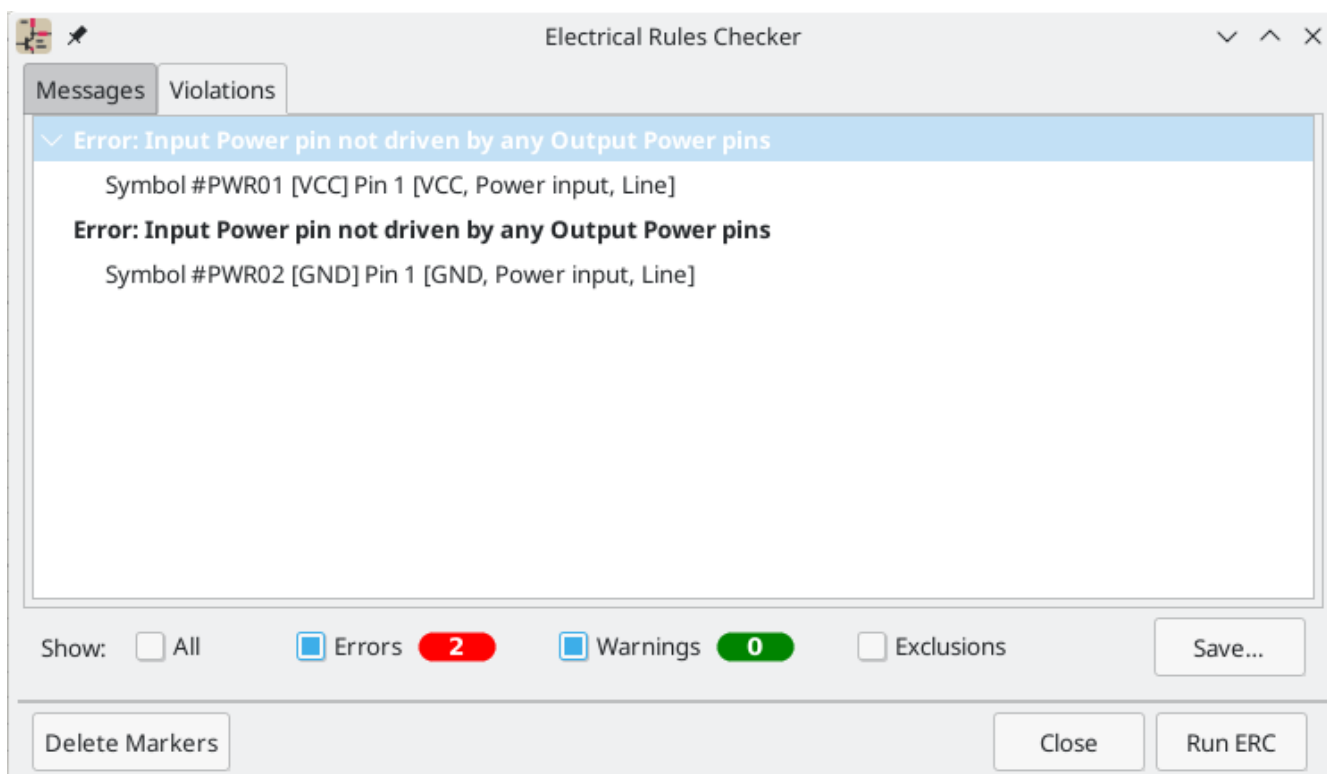 Electrical Rules Checker
Messages Violations
Error: Input Power pin not driven by any Output Power pins
Symbol #PWR01 [VCC] Pin 1 [VCC, Power input, Line]
Error: Input Power pin not driven by any Output Power pins
Symbol #PWR02 [GND] Pin 1 [GND, Power input, Line]
Show: All Errors 2 Warnings 0 Exclusions Save...
Delete Markers Close Run ERC